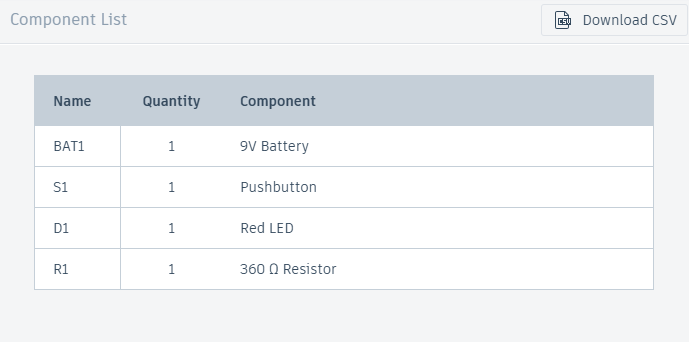 Component List
Download CSV
Name Quantity Component
BAT1 1 9V Battery
S1 1 Pushbutton
D1 1 Red LED
R1 1 360 Ω Resistor